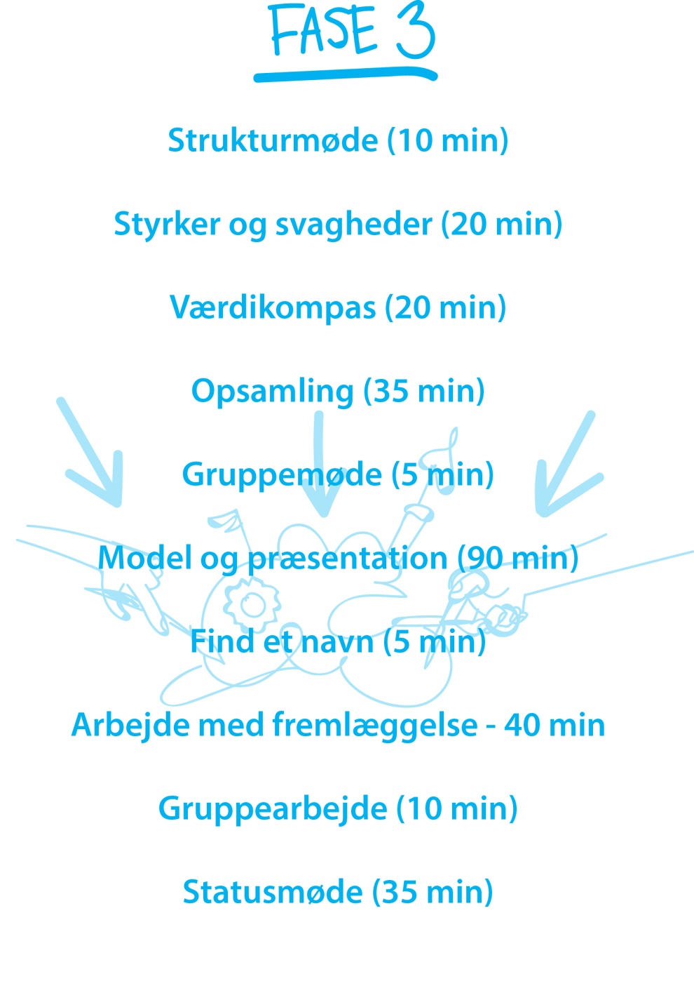 FASE 3
Strukturmøde (10 min)
Styrker og svagheder (20 min)
Værdikompas (20 min)
Opsamling (35 min)
Gruppemøde (5 min)
Model og præsentation (90 min)
Find et navn (5 min)
Arbejde med fremlæggelse - 40 min
Gruppearbejde (10 min)
Statusmøde (35 min)